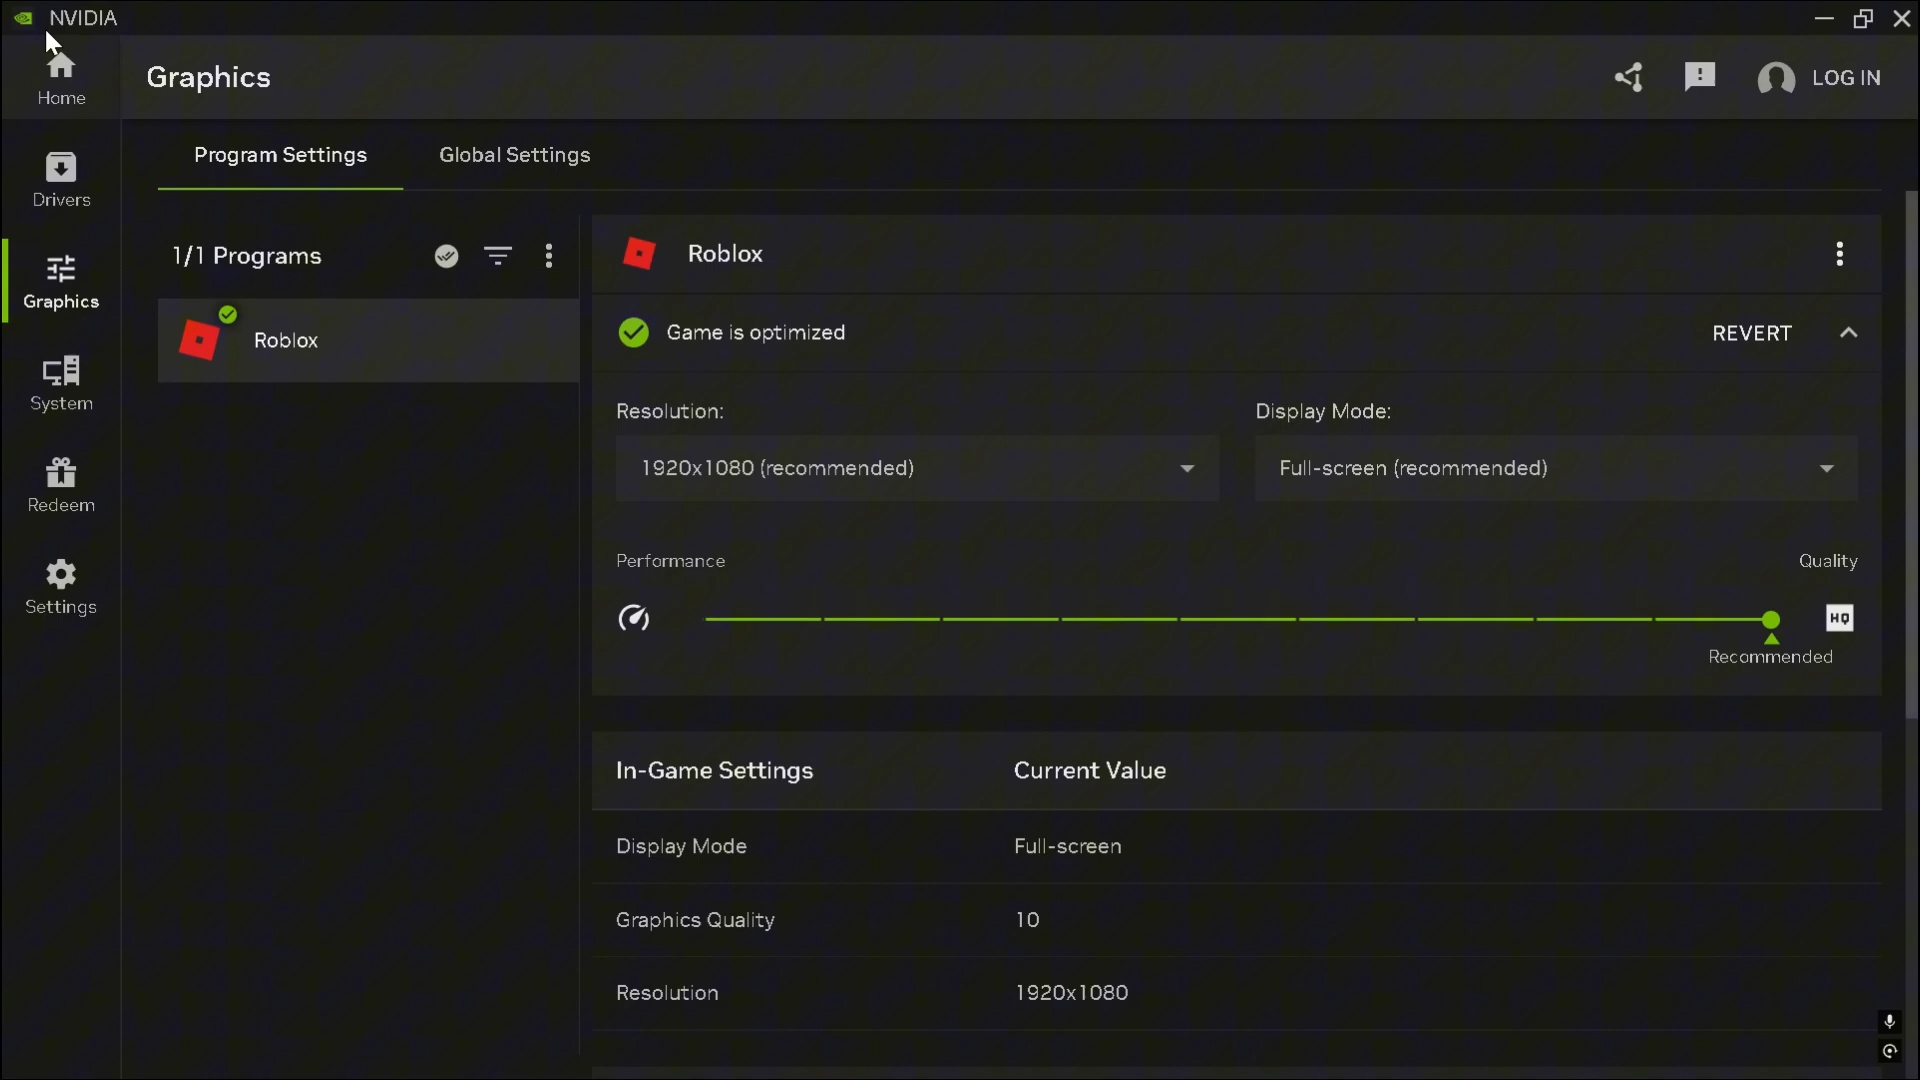 NVIDIA
Home
Graphics
LOG IN
Drivers
Graphics
System
Redeem
Settings
Program Settings
Global Settings
1/1 Programs
Roblox
Roblox
Game is optimized
REVERT
Resolution:
Display Mode:
1920x1080 (recommended)
Full-screen (recommended)
Performance
Quality
HQ
Recommended
In-Game Settings
Current Value
Display Mode
Full-screen
Graphics Quality
10
Resolution
1920x1080